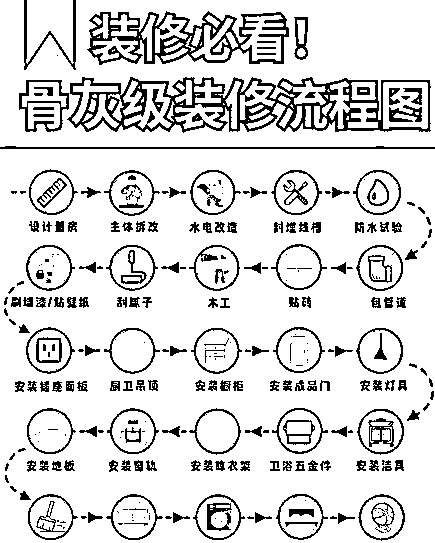 装修必看!
骨灰级装修流程图
设计量房 主体拆改 水电改造 封埋线槽 防水试验
刷墙漆/贴壁纸 刮腻子 木工 贴砖 包管道
安装插座面板 厨卫吊顶 安装橱柜 安装成品门 安装灯具
安装地板 安装窗轨 安装晾衣架 卫浴五金件 安装洁具